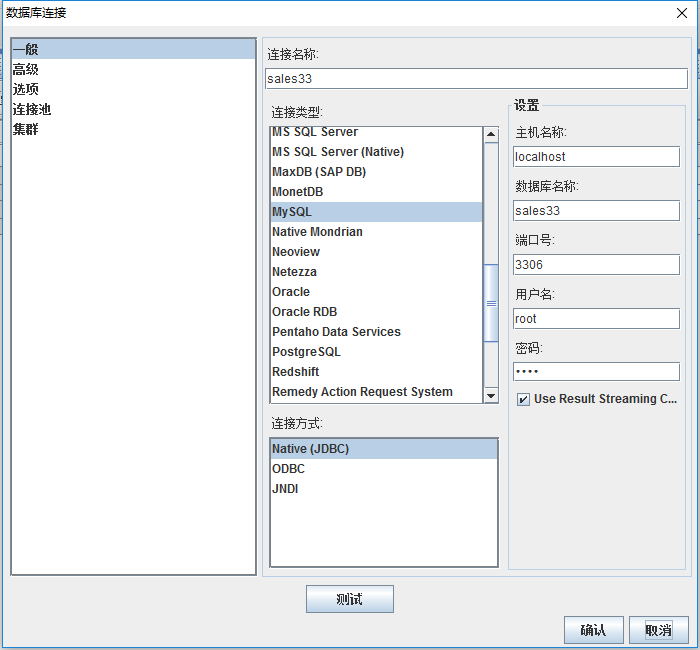 数据库连接
一般
高级
选项
连接池
集群
连接名称:
sales33
连接类型:
MS SQL Server
MS SQL Server (Native)
MaxDB (SAP DB)
MonetDB
MySQL
Native Mondrian
Neoview
Netezza
Oracle
Oracle RDB
Pentaho Data Services
PostgreSQL
Redshift
Remedy Action Request System
连接方式:
Native (JDBC)
ODBC
JNDI
设置
主机名称:
localhost
数据库名称:
sales33
端口号:
3306
用户名:
root
密码:
••••
Use Result Streaming C...
测试
确认
取消